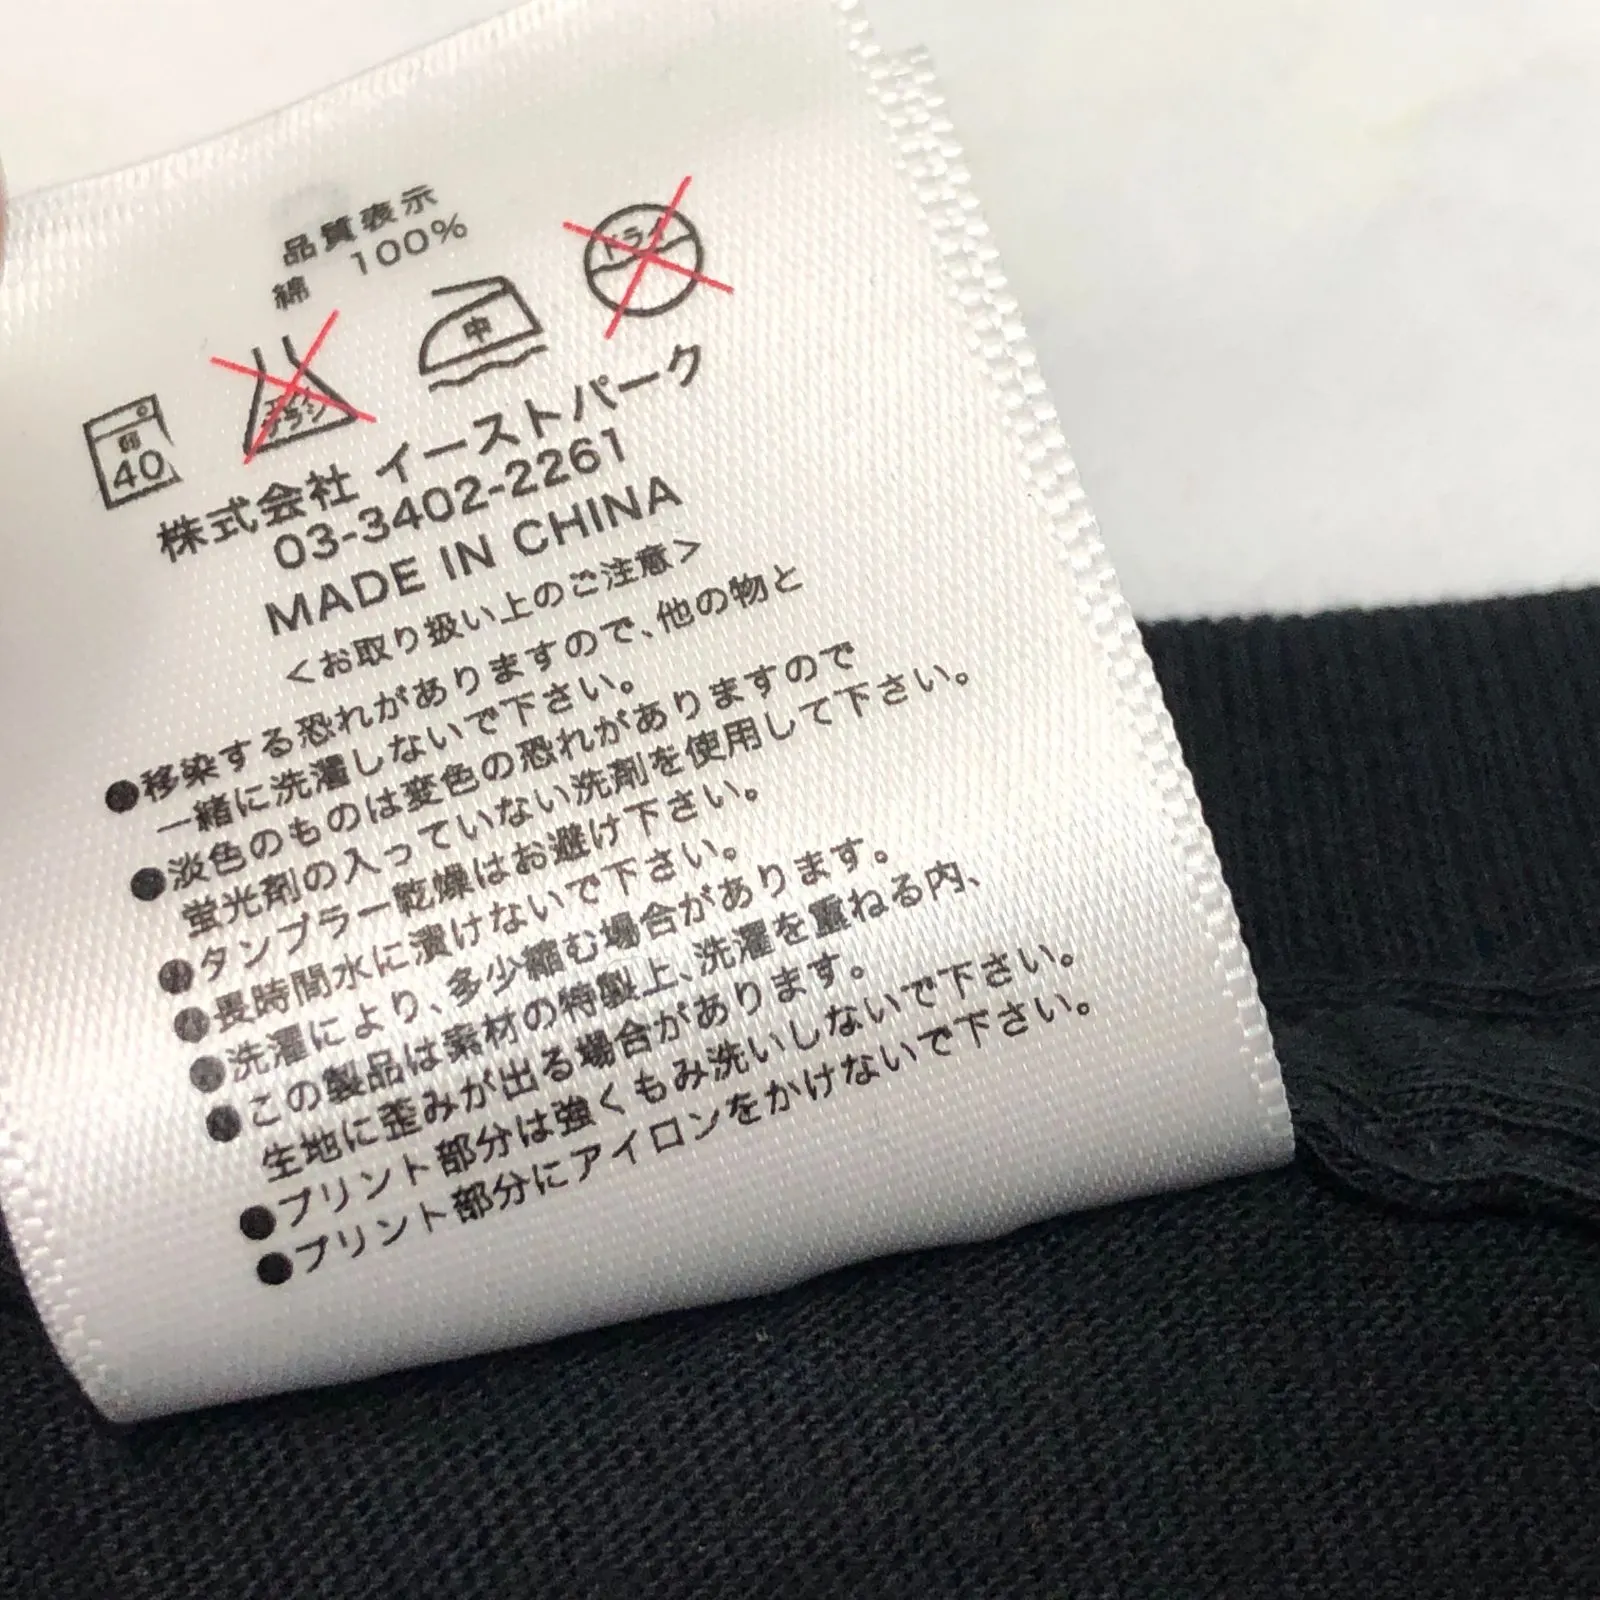 品質表示
綿 100%
40
エンソ
サラシ
中
ドライ
株式会社 イーストパーク
03-3402-2261
MADE IN CHINA
<お取り扱い上のご注意>
●移染する恐れがありますので、他の物と
一緒に洗濯しないで下さい。
●淡色のものは変色の恐れがありますので
蛍光剤の入っていない洗剤を使用して下さい。
●タンブラー乾燥はお避け下さい。
●長時間水に漬けないで下さい。
●洗濯により、多少縮む場合があります。
●この製品は素材の特製上、洗濯を重ねる内、
生地に歪みが出る場合があります。
●プリント部分は強くもみ洗いしないで下さい。
●プリント部分にアイロンをかけないで下さい。